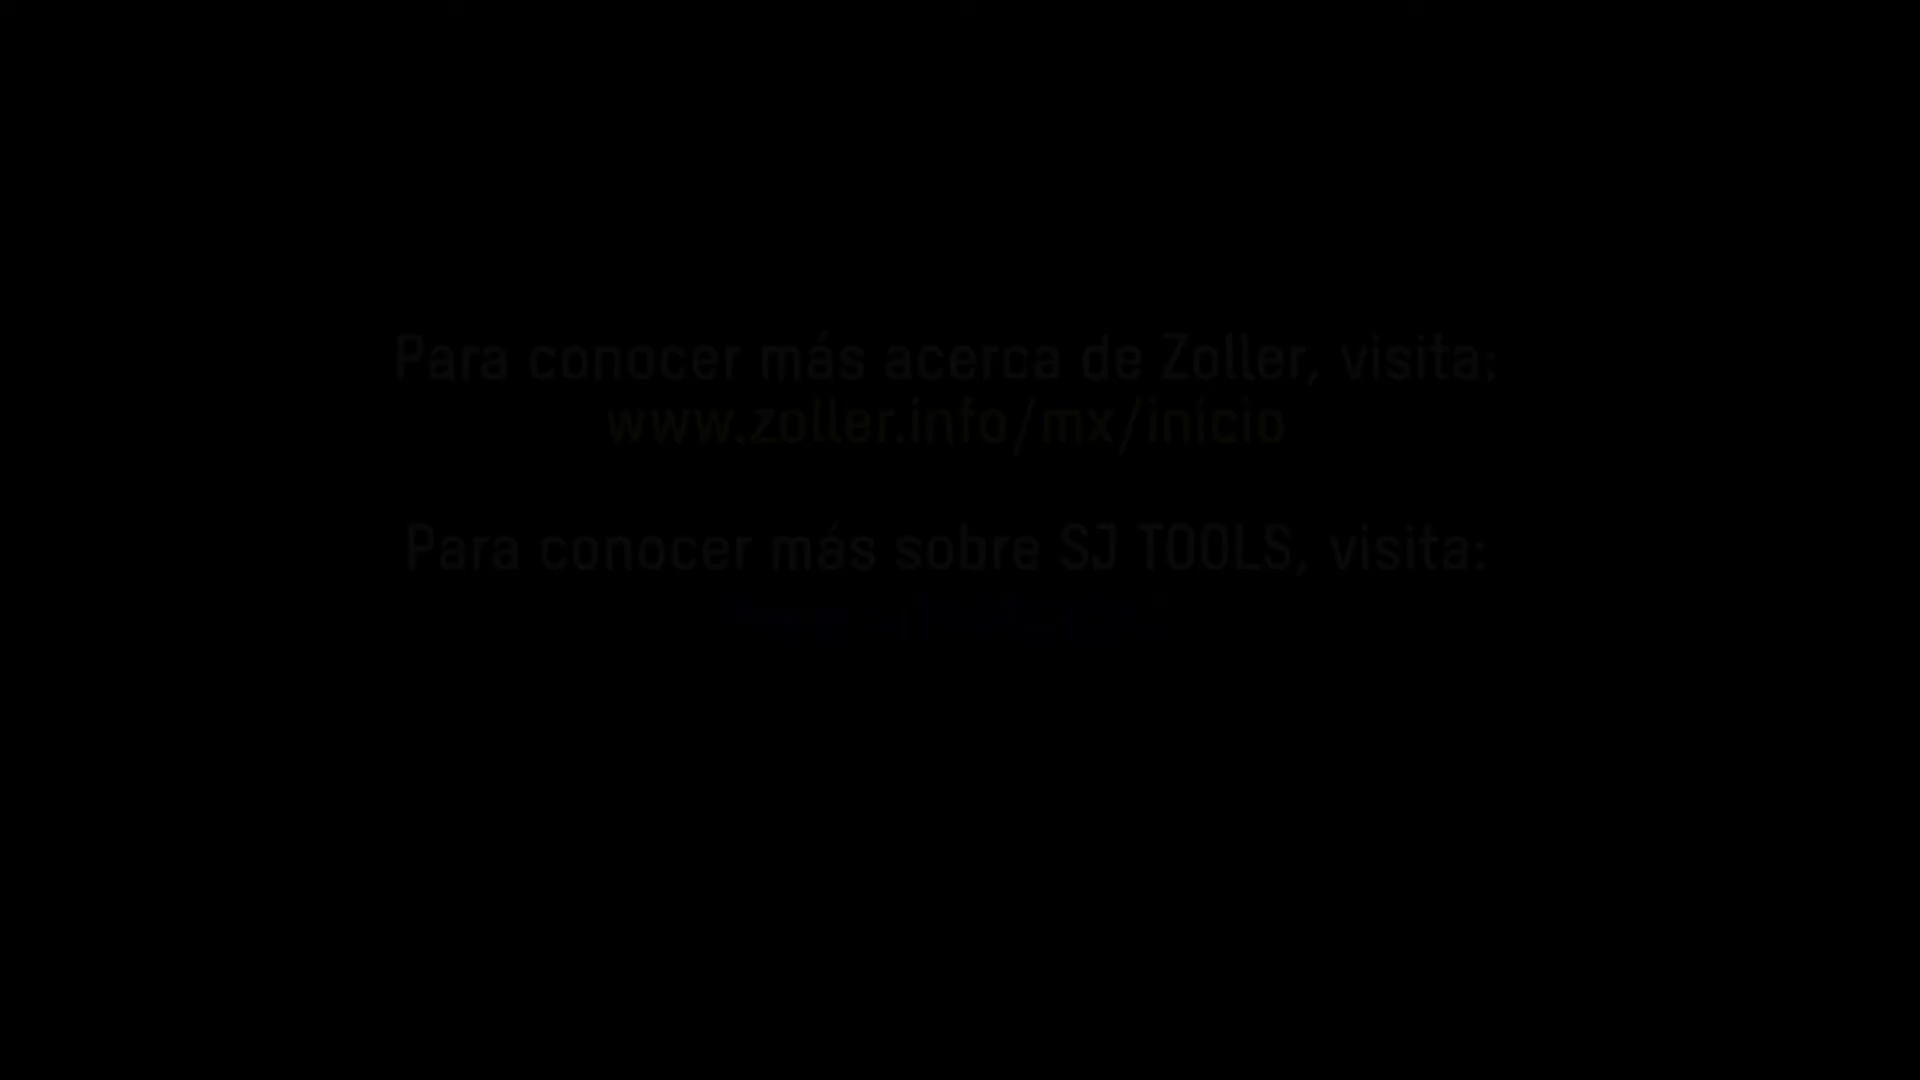 Para conocer más acerca de Zoller, visita:
www.zoller.info/mx/inicio
Para conocer más sobre SJ TOOLS, visita: